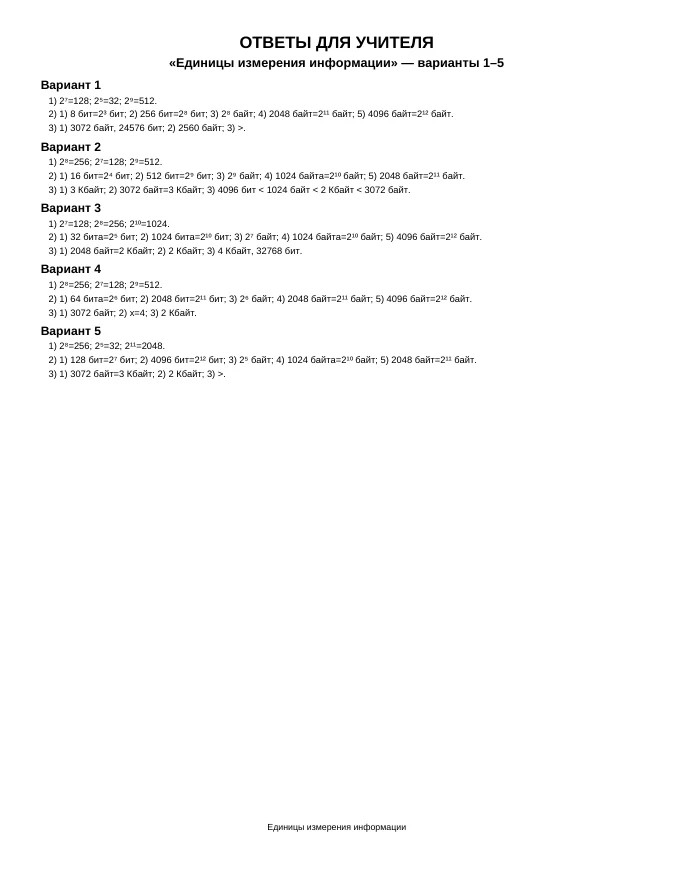 ОТВЕТЫ ДЛЯ УЧИТЕЛЯ
«Единицы измерения информации» — варианты 1–5
Вариант 1
1) 2⁷=128; 2⁵=32; 2⁹=512.
2) 1) 8 бит=2³ бит; 2) 256 бит=2⁸ бит; 3) 2⁸ байт; 4) 2048 байт=2¹¹ байт; 5) 4096 байт=2¹² байт.
3) 1) 3072 байт, 24576 бит; 2) 2560 байт; 3) >.
Вариант 2
1) 2⁸=256; 2⁷=128; 2⁹=512.
2) 1) 16 бит=2⁴ бит; 2) 512 бит=2⁹ бит; 3) 2⁹ байт; 4) 1024 байта=2¹⁰ байт; 5) 2048 байт=2¹¹ байт.
3) 1) 3 Кбайт; 2) 3072 байт=3 Кбайт; 3) 4096 бит < 1024 байт < 2 Кбайт < 3072 байт.
Вариант 3
1) 2⁷=128; 2⁸=256; 2¹⁰=1024.
2) 1) 32 бита=2⁵ бит; 2) 1024 бита=2¹⁰ бит; 3) 2⁷ байт; 4) 1024 байта=2¹⁰ байт; 5) 4096 байт=2¹² байт.
3) 1) 2048 байт=2 Кбайт; 2) 2 Кбайт; 3) 4 Кбайт, 32768 бит.
Вариант 4
1) 2⁸=256; 2⁷=128; 2⁹=512.
2) 1) 64 бита=2⁶ бит; 2) 2048 бит=2¹¹ бит; 3) 2⁶ байт; 4) 2048 байт=2¹¹ байт; 5) 4096 байт=2¹² байт.
3) 1) 3072 байт; 2) x=4; 3) 2 Кбайт.
Вариант 5
1) 2⁸=256; 2⁵=32; 2¹¹=2048.
2) 1) 128 бит=2⁷ бит; 2) 4096 бит=2¹² бит; 3) 2⁵ байт; 4) 1024 байта=2¹⁰ байт; 5) 2048 байт=2¹¹ байт.
3) 1) 3072 байт=3 Кбайт; 2) 2 Кбайт; 3) >.
Единицы измерения информации